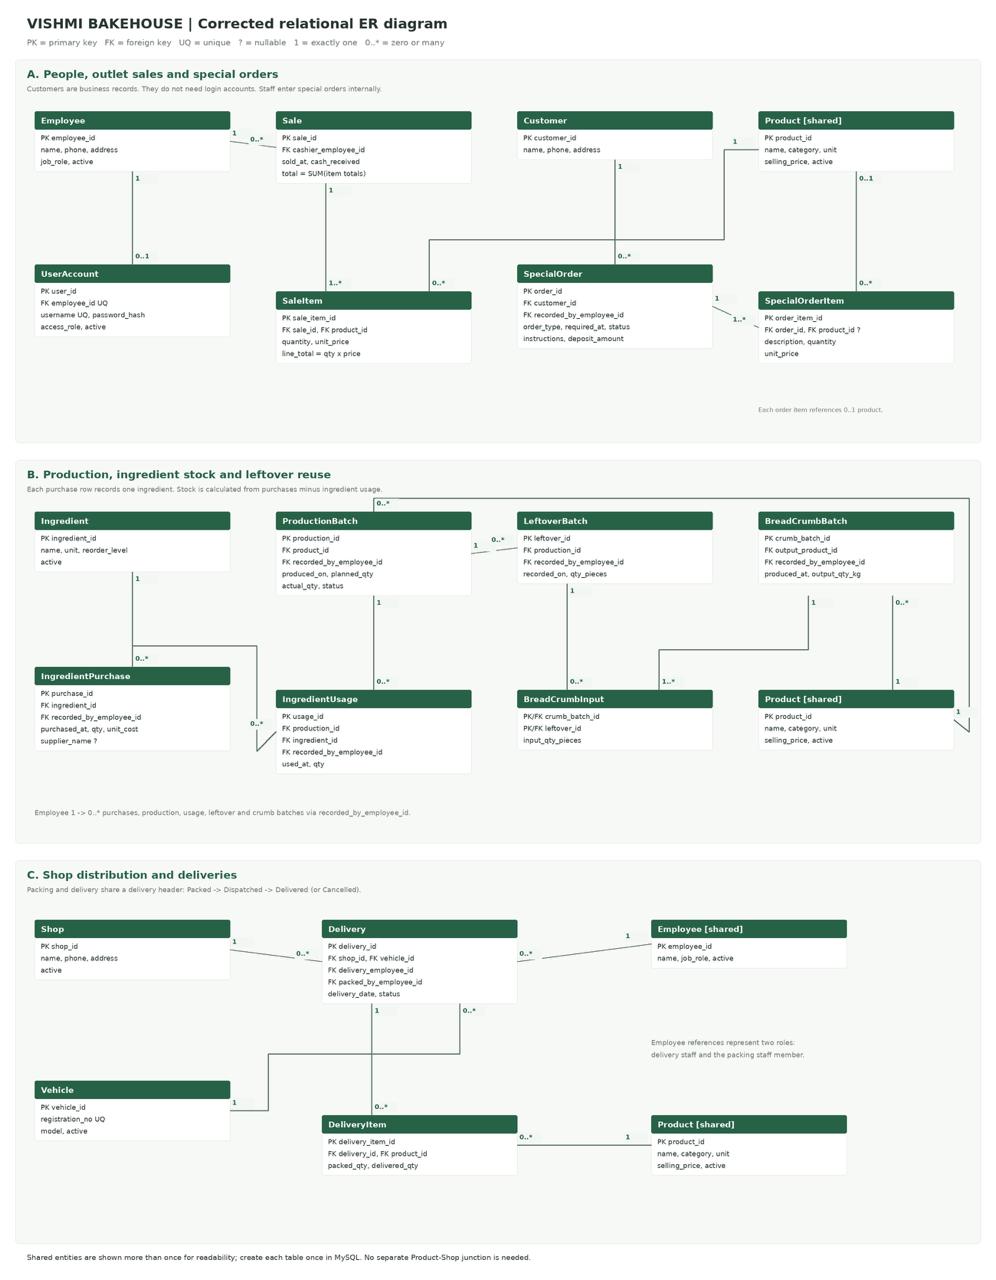 VISHMI BAKEHOUSE | Corrected relational ER diagram
PK = primary key   FK = foreign key   UQ = unique   ? = nullable   1 = exactly one   0..* = zero or many
A. People, outlet sales and special orders
Customers are business records. They do not need login accounts. Staff enter special orders internally.
Employee
PK employee_id
name, phone, address
job_role, active
1
0..*
Sale
PK sale_id
FK cashier_employee_id
sold_at, cash_received
total = SUM(item totals)
Customer
PK customer_id
name, phone, address
1
Product [shared]
PK product_id
name, category, unit
selling_price, active
1
1
1
0..1
0..1
1..*
0..*
0..*
0..*
UserAccount
PK user_id
FK employee_id UQ
username UQ, password_hash
access_role, active
SaleItem
PK sale_item_id
FK sale_id, FK product_id
quantity, unit_price
line_total = qty x price
SpecialOrder
PK order_id
FK customer_id
FK recorded_by_employee_id
order_type, required_at, status
instructions, deposit_amount
1
1..*
SpecialOrderItem
PK order_item_id
FK order_id, FK product_id ?
description, quantity
unit_price
Each order item references 0..1 product.
B. Production, ingredient stock and leftover reuse
Each purchase row records one ingredient. Stock is calculated from purchases minus ingredient usage.
0..*
Ingredient
PK ingredient_id
name, unit, reorder_level
active
ProductionBatch
PK production_id
FK product_id
FK recorded_by_employee_id
produced_on, planned_qty
actual_qty, status
1
0..*
LeftoverBatch
PK leftover_id
FK production_id
FK recorded_by_employee_id
recorded_on, qty_pieces
BreadCrumbBatch
PK crumb_batch_id
FK output_product_id
FK recorded_by_employee_id
produced_at, output_qty_kg
1
1
1
1
0..*
0..*
0..*
0..*
1..*
1
IngredientPurchase
PK purchase_id
FK ingredient_id
FK recorded_by_employee_id
purchased_at, qty, unit_cost
supplier_name ?
0..*
IngredientUsage
PK usage_id
FK production_id
FK ingredient_id
FK recorded_by_employee_id
used_at, qty
BreadCrumbInput
PK/FK crumb_batch_id
PK/FK leftover_id
input_qty_pieces
Product [shared]
PK product_id
name, category, unit
selling_price, active
1
Employee 1 -> 0..* purchases, production, usage, leftover and crumb batches via recorded_by_employee_id.
C. Shop distribution and deliveries
Packing and delivery share a delivery header: Packed -> Dispatched -> Delivered (or Cancelled).
Shop
PK shop_id
name, phone, address
active
1
0..*
Delivery
PK delivery_id
FK shop_id, FK vehicle_id
FK delivery_employee_id
FK packed_by_employee_id
delivery_date, status
0..*
1
Employee [shared]
PK employee_id
name, job_role, active
1
0..*
Employee references represent two roles:
delivery staff and the packing staff member.
Vehicle
PK vehicle_id
registration_no UQ
model, active
1
0..*
DeliveryItem
PK delivery_item_id
FK delivery_id, FK product_id
packed_qty, delivered_qty
0..*
1
Product [shared]
PK product_id
name, category, unit
selling_price, active
Shared entities are shown more than once for readability; create each table once in MySQL. No separate Product-Shop junction is needed.